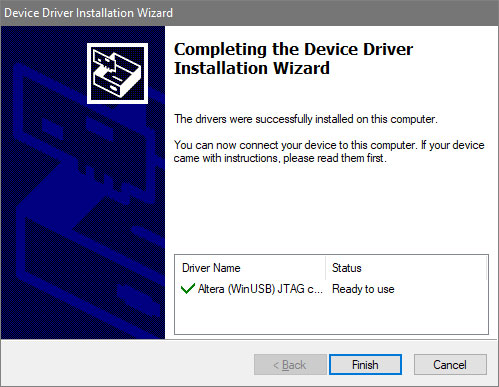 Device Driver Installation Wizard
Completing the Device Driver
Installation Wizard
The drivers were successfully installed on this computer.
You can now connect your device to this computer. If your device
came with instructions, please read them first.
Driver Name Status
Altera (WinUSB) JTAG c... Ready to use
< Back Finish Cancel